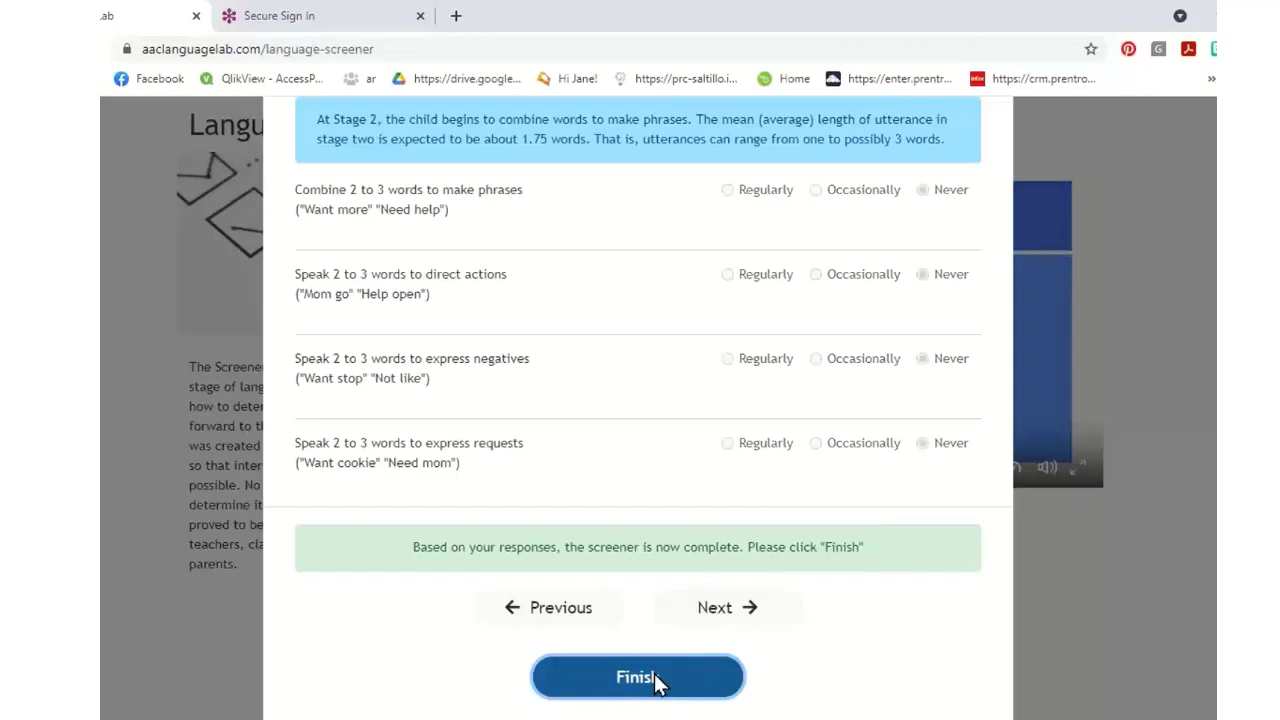 .ab
Secure Sign In
aaclanguagelab.com/language-screener
Facebook QlikView - AccessP... ar https://drive.google... Hi Jane! https://prc-saltillo.i... Home https://enter.prentr... https://crm.prentro... »
Langu
At Stage 2, the child begins to combine words to make phrases. The mean (average) length of utterance in
stage two is expected to be about 1.75 words. That is, utterances can range from one to possibly 3 words.
Combine 2 to 3 words to make phrases Regularly Occasionally Never
("Want more" "Need help")
Speak 2 to 3 words to direct actions Regularly Occasionally Never
("Mom go" "Help open")
Speak 2 to 3 words to express negatives Regularly Occasionally Never
("Want stop" "Not like")
Speak 2 to 3 words to express requests Regularly Occasionally Never
("Want cookie" "Need mom")
The Screene
stage of lang
how to deter
forward to th
was created
so that inter
possible. No
determine it
proved to be
teachers, cla
parents.
Based on your responses, the screener is now complete. Please click "Finish"
Previous Next
Finish